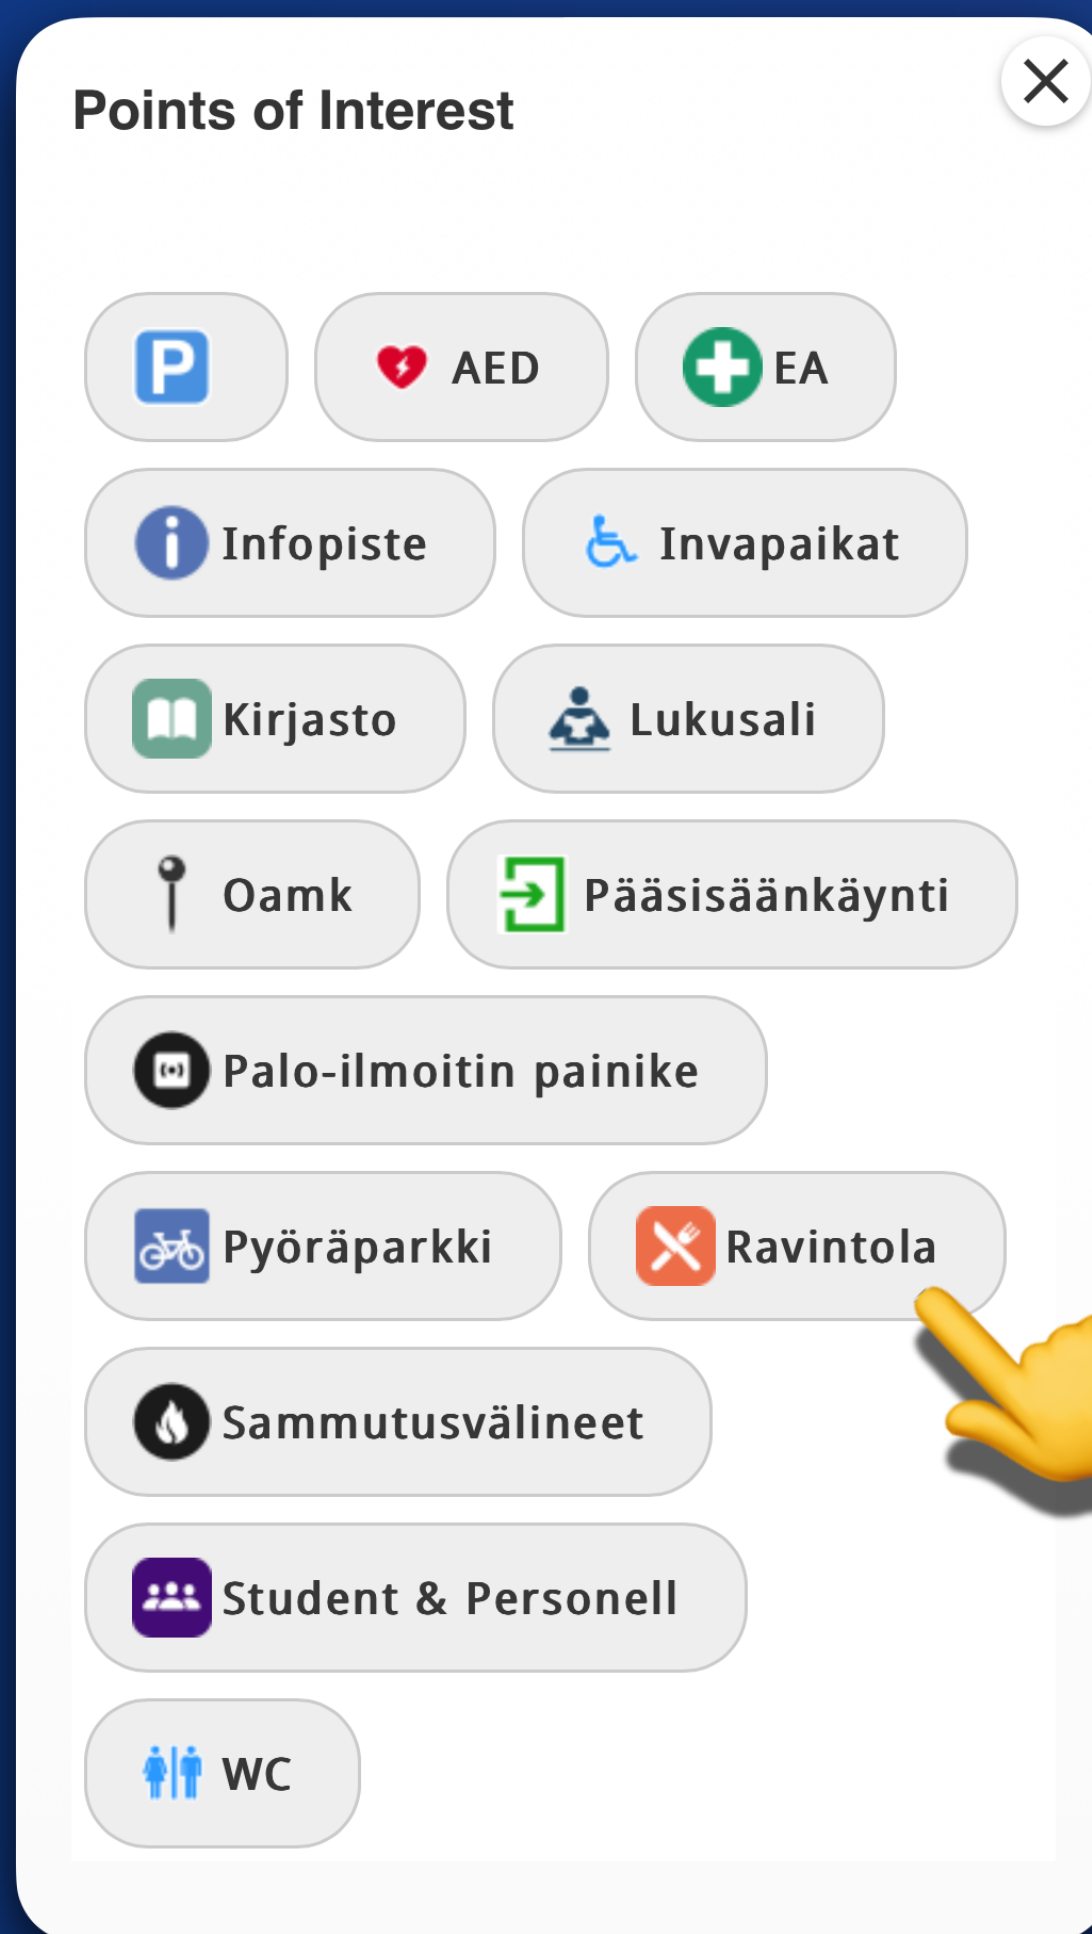 Points of Interest
P
AED
EA
Infopiste
Invapaikat
Kirjasto
Lukusali
Oamk
Pääsisäänkäynti
Palo-ilmoitin painike
Pyöräparkki
Ravintola
Sammutusvälineet
Student & Personell
WC